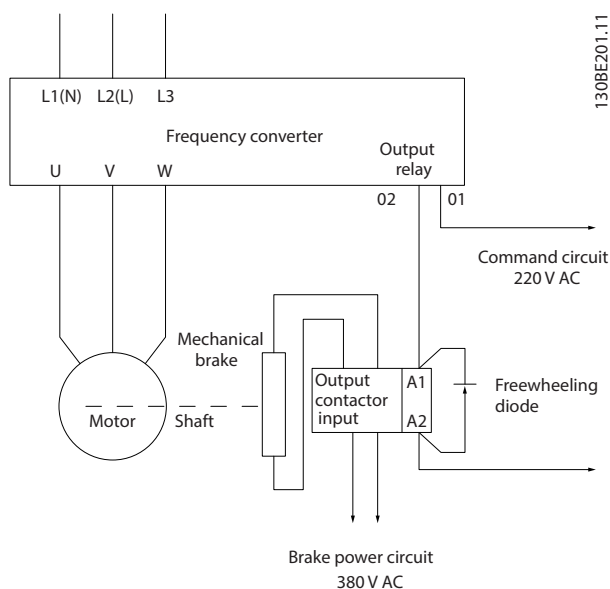 130BE201.11
L1(N) L2(L) L3
Frequency converter
Output
relay
U V W
02 01
Command circuit
220 V AC
Mechanical
brake
Output
contactor
input
A1
A2
Freewheeling
diode
Motor Shaft
Brake power circuit
380 V AC